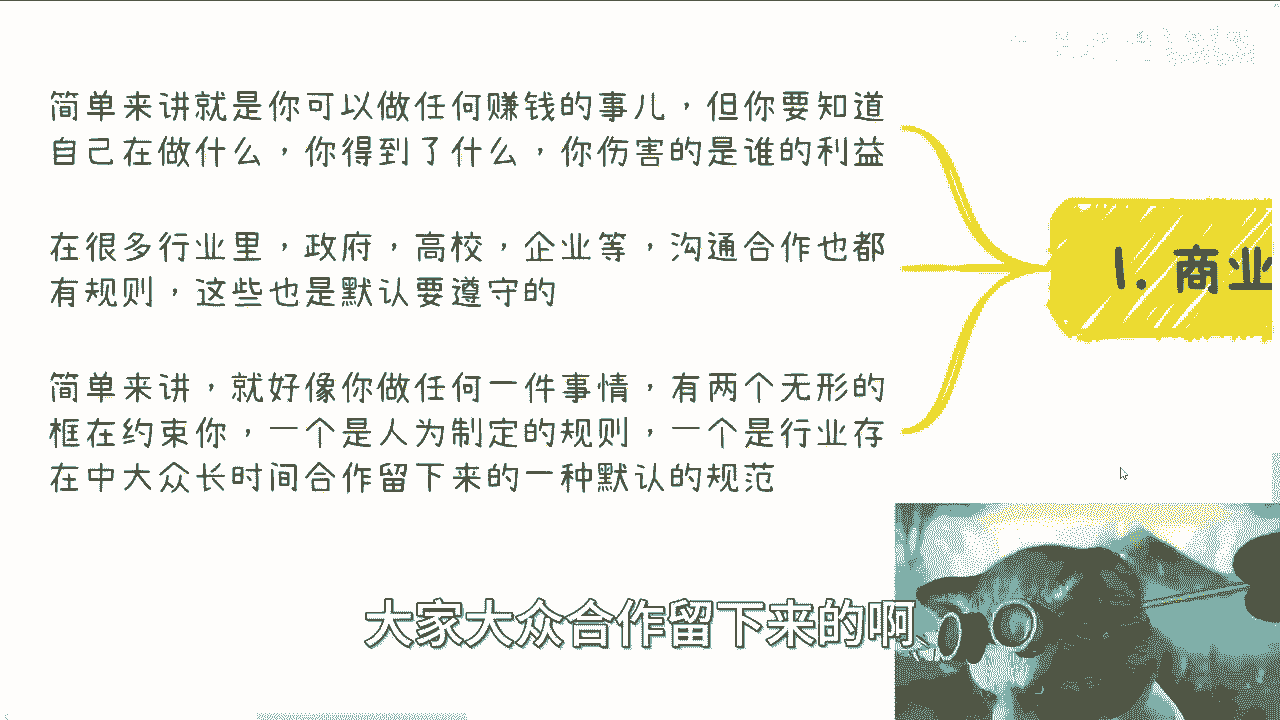 简单来讲就是你可以做任何赚钱的事儿，但你要知道
自己在做什么，你得到了什么，你伤害的是谁的利益
在很多行业里，政府，高校，企业等，沟通合作也都
有规则，这些也是默认要遵守的
简单来讲，就好像你做任何一件事情，有两个无形的
框在约束你，一个是人为制定的规则，一个是行业存
在中大众长时间合作留下来的一种默认的规范
1. 商业
大家大众合作留下来的啊